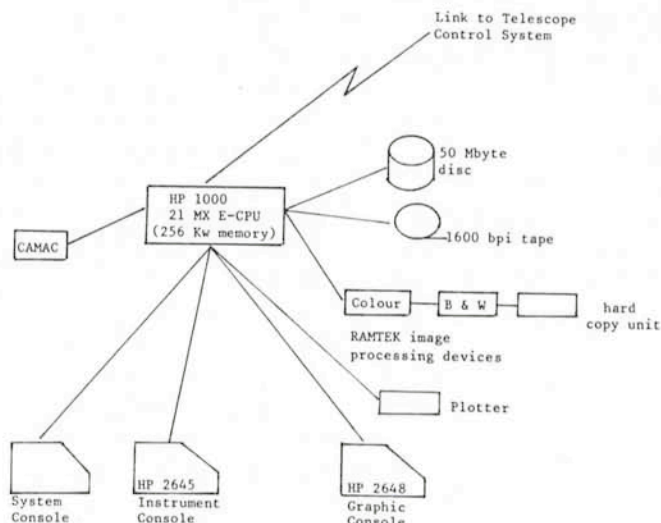 Link to Telescope
Control System
50 Mbyte
disc
HP 1000
21 MX E-CPU
(256 Kw memory)
1600 bpi tape
CAMAC
Colour
B & W
hard
copy unit
RAMTEK image
processing devices
Plotter
HP 2645
HP 2648
System
Console
Instrument
Console
Graphic
Console